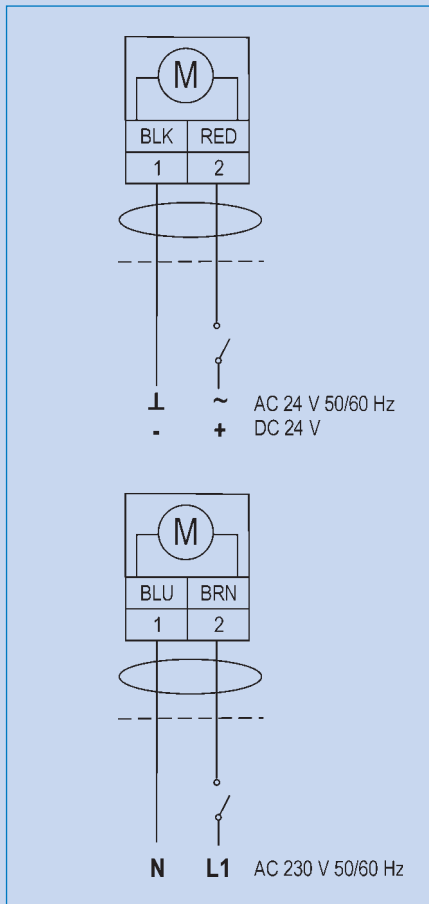 M
BLK RED
1 2
⊥ ~ AC 24 V 50/60 Hz
- + DC 24 V
M
BLU BRN
1 2
N L1 AC 230 V 50/60 Hz